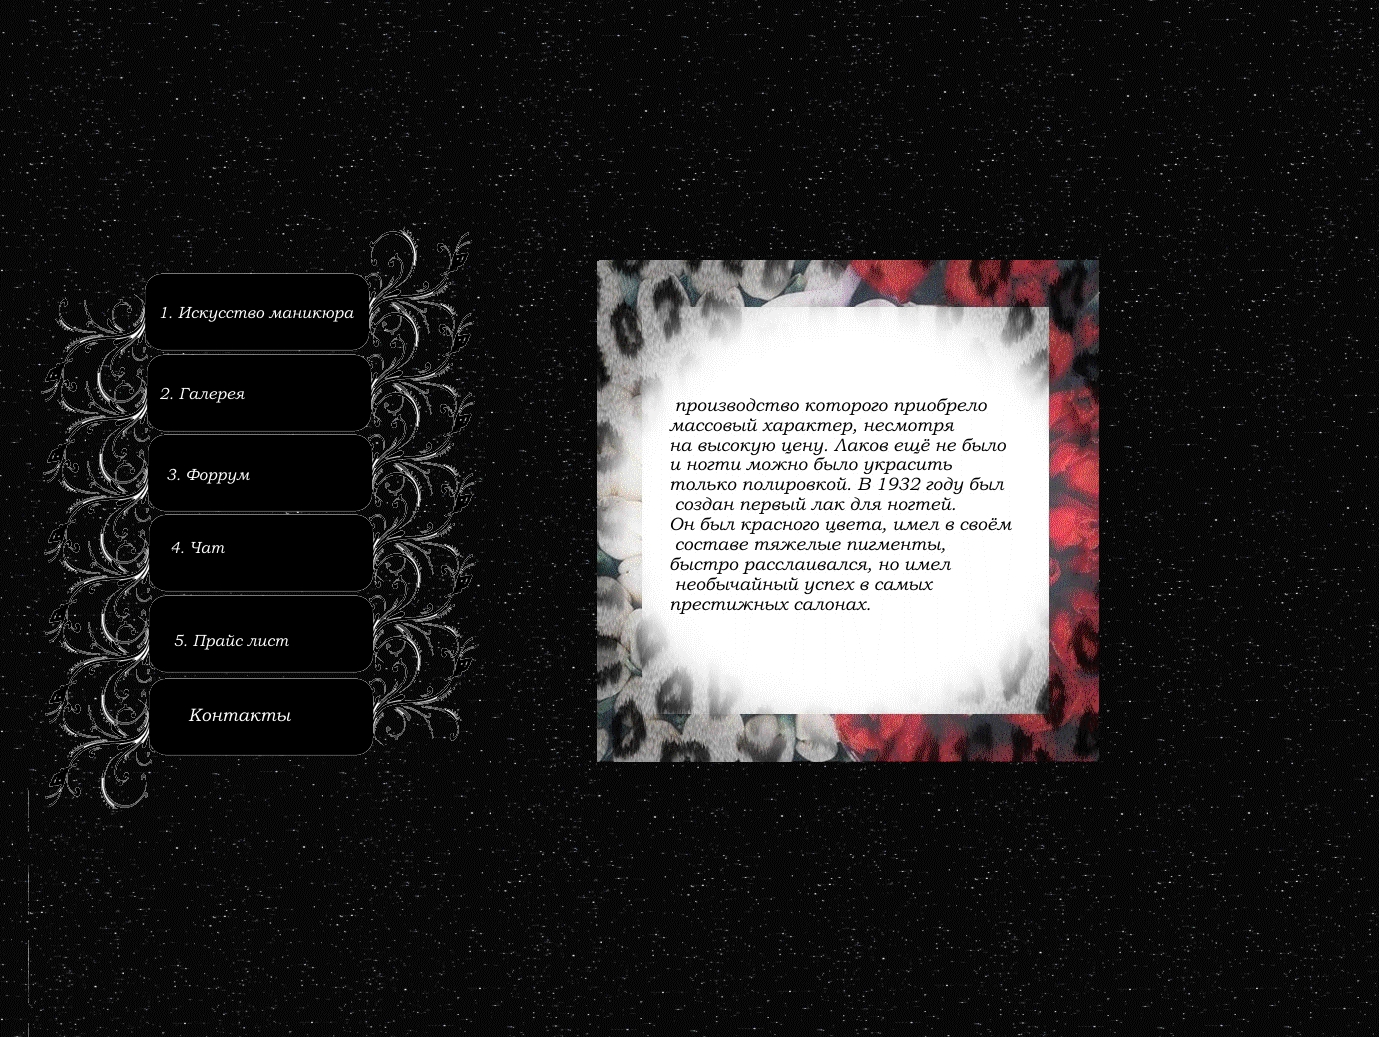 1. Искусство маникюра
2. Галерея
3. Форрум
4. Чат
5. Прайс лист
Контакты
производство которого приобрело
массовый характер, несмотря
на высокую цену. Лаков ещё не было
и ногти можно было украсить
только полировкой. В 1932 году был
создан первый лак для ногтей.
Он был красного цвета, имел в своём
составе тяжелые пигменты,
быстро расслаивался, но имел
необычайный успех в самых
престижных салонах.